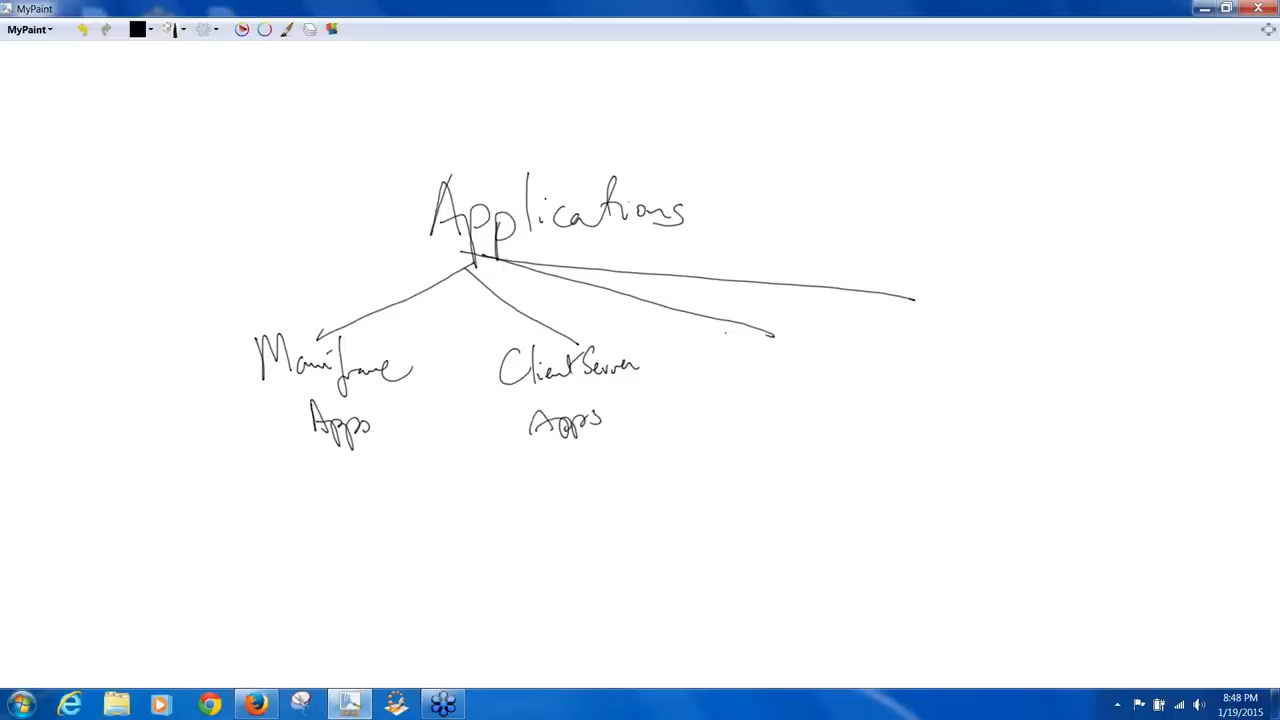 MyPaint
MyPaint
Applications
Mainframe
Apps
ClientServer
Apps
8:48 PM
1/19/2015